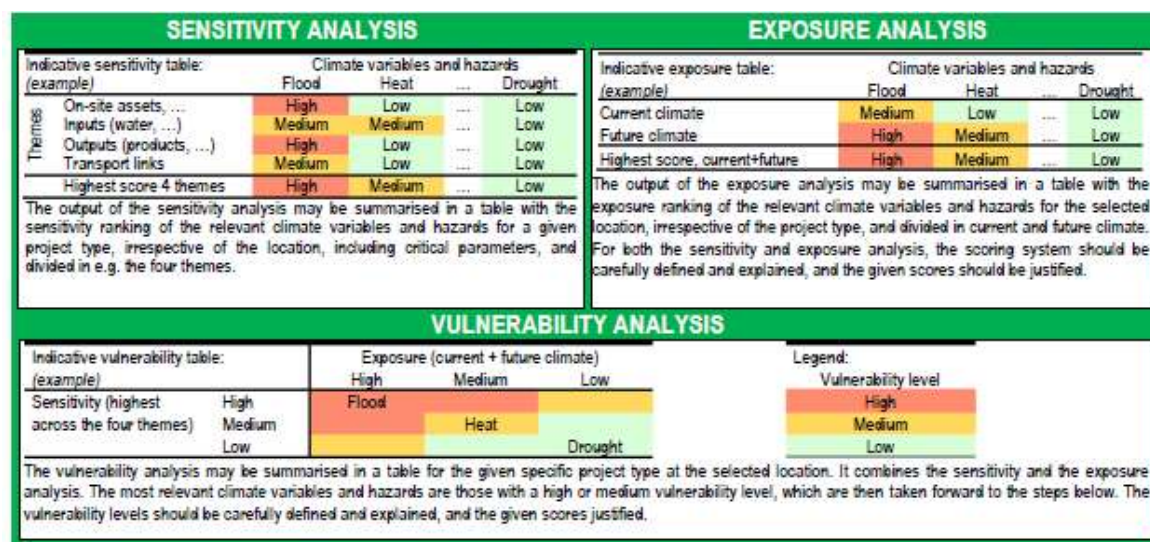 SENSITIVITY ANALYSIS
Indicative sensitivity table: Climate variables and hazards
(example) Flood Heat ... Drought
Themes
On-site assets, ... High Low ... Low
Inputs (water, ...) Medium Medium ... Low
Outputs (products, ...) High Low ... Low
Transport links Medium Low ... Low
Highest score 4 themes High Medium ... Low
The output of the sensitivity analysis may be summarised in a table with the
sensitivity ranking of the relevant climate variables and hazards for a given
project type, irrespective of the location, including critical parameters, and
divided in e.g. the four themes.
EXPOSURE ANALYSIS
Indicative exposure table: Climate variables and hazards
(example) Flood Heat ... Drought
Current climate Medium Low ... Low
Future climate High Medium ... Low
Highest score, current+future High Medium ... Low
The output of the exposure analysis may be summarised in a table with the
exposure ranking of the relevant climate variables and hazards for the selected
location, irrespective of the project type, and divided in current and future climate.
For both the sensitivity and exposure analysis, the scoring system should be
carefully defined and explained, and the given scores should be justified.
VULNERABILITY ANALYSIS
Indicative vulnerability table: Exposure (current + future climate)
(example) High Medium Low
Sensitivity (highest High Flood
across the four themes) Medium Heat
Low Drought
Legend:
Vulnerability level
High
Medium
Low
The vulnerability analysis may be summarised in a table for the given specific project type at the selected location. It combines the sensitivity and the exposure
analysis. The most relevant climate variables and hazards are those with a high or medium vulnerability level, which are then taken forward to the steps below. The
vulnerability levels should be carefully defined and explained, and the given scores justified.